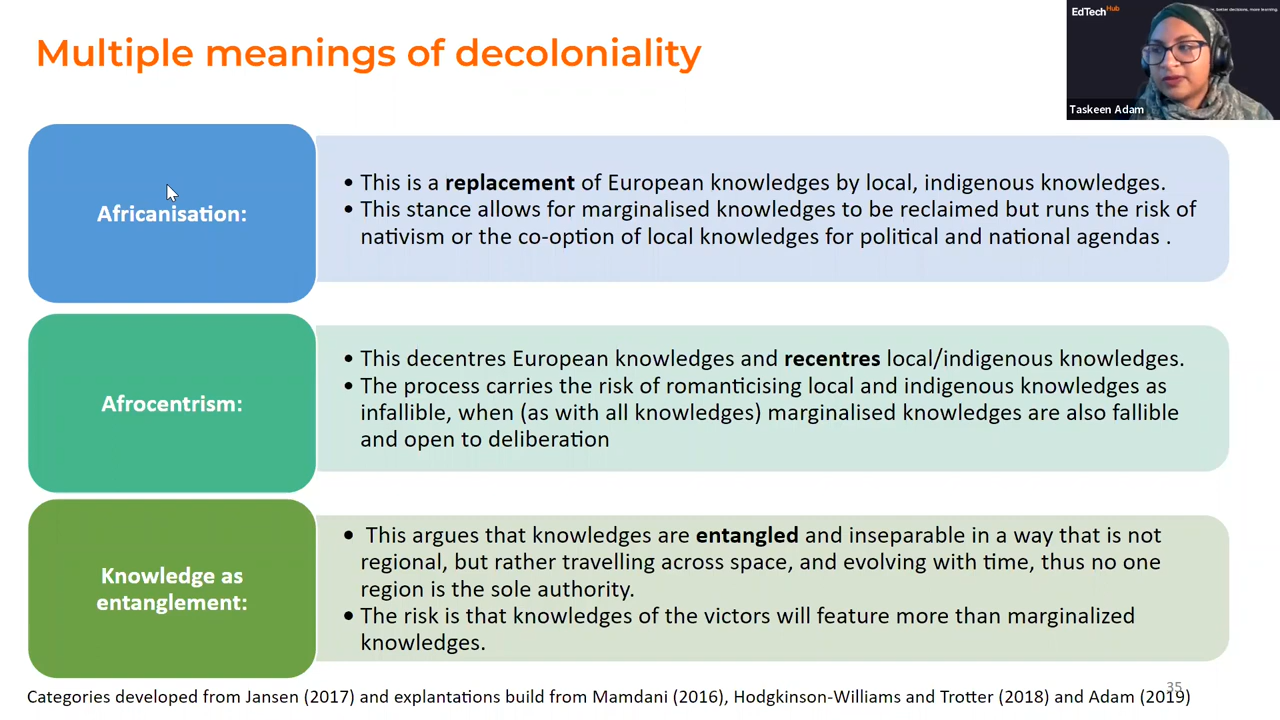 Multiple meanings of decoloniality
EdTech Hub
better decisions, more learning.
Taskeen Adam
Africanisation:
• This is a replacement of European knowledges by local, indigenous knowledges.
• This stance allows for marginalised knowledges to be reclaimed but runs the risk of
nativism or the co-option of local knowledges for political and national agendas .
Afrocentrism:
• This decentres European knowledges and recentres local/indigenous knowledges.
• The process carries the risk of romanticising local and indigenous knowledges as
infallible, when (as with all knowledges) marginalised knowledges are also fallible
and open to deliberation
Knowledge as
entanglement:
• This argues that knowledges are entangled and inseparable in a way that is not
regional, but rather travelling across space, and evolving with time, thus no one
region is the sole authority.
• The risk is that knowledges of the victors will feature more than marginalized
knowledges.
35
Categories developed from Jansen (2017) and explantations build from Mamdani (2016), Hodgkinson-Williams and Trotter (2018) and Adam (2019)